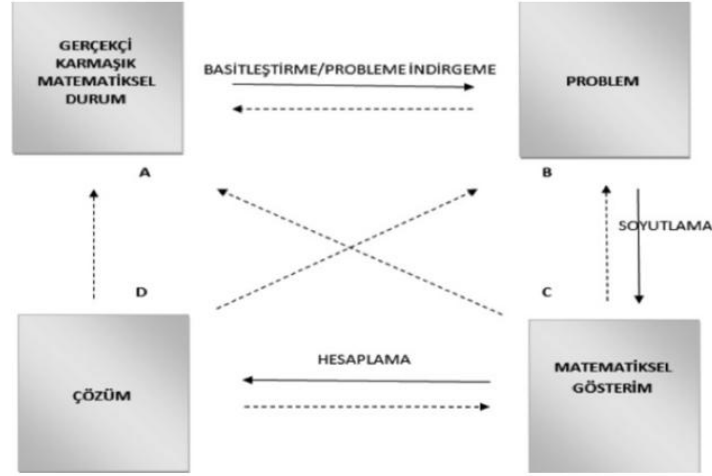 GERÇEKÇİ
KARMAŞIK
MATEMATİKSEL
DURUM
BASİTLEŞTİRME/PROBLEME İNDİRGEME
PROBLEM
A
B
SOYUTLAMA
D
C
ÇÖZÜM
HESAPLAMA
MATEMATİKSEL
GÖSTERİM